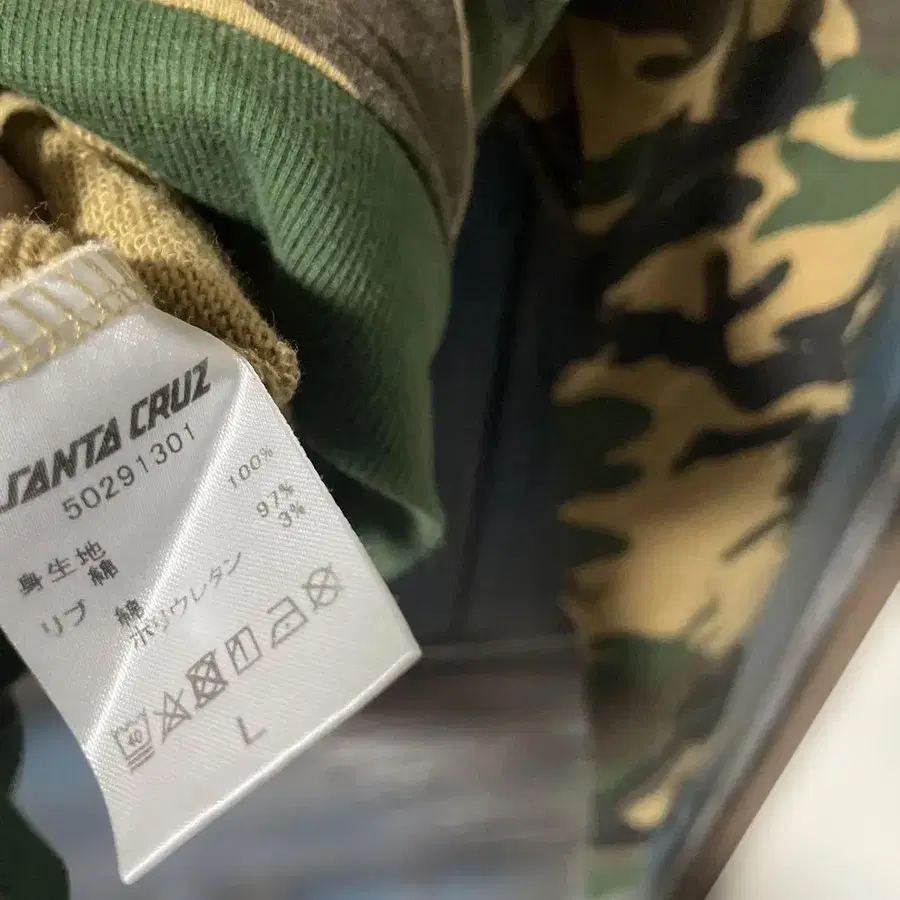 SANTA CRUZ
50291301
身生地
綿 100%
リブ 綿 97%
ポリウレタン 3%
40
L